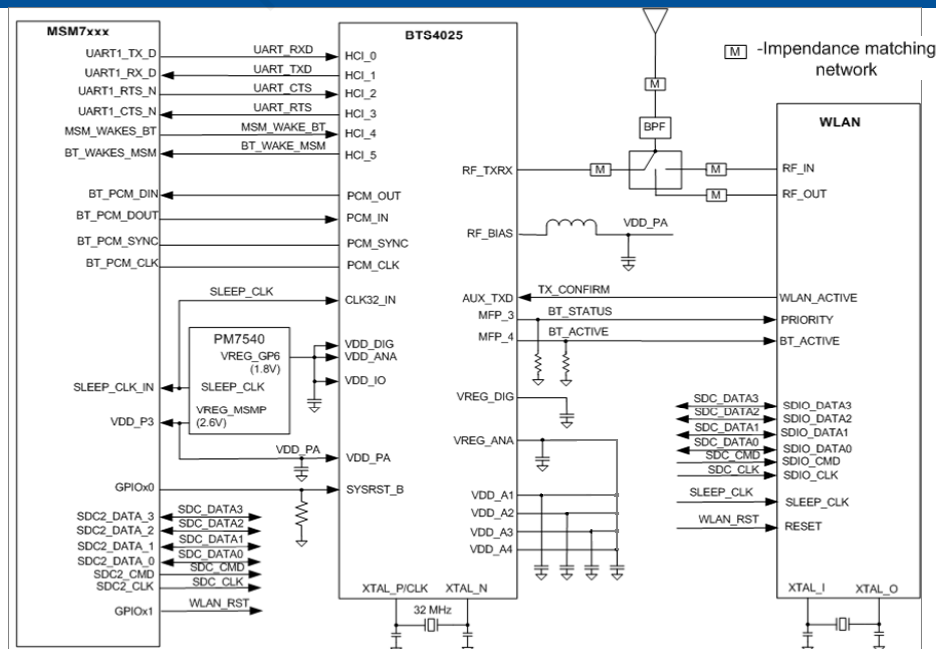 MSM7xxx
UART1_TX_D
UART1_RX_D
UART1_RTS_N
UART1_CTS_N
MSM_WAKES_BT
BT_WAKES_MSM
BT_PCM_DIN
BT_PCM_DOUT
BT_PCM_SYNC
BT_PCM_CLK
SLEEP_CLK_IN
VDD_P3
GPIOx0
SDC2_DATA_3
SDC2_DATA_2
SDC2_DATA_1
SDC2_DATA_0
SDC2_CMD
SDC2_CLK
GPIOx1
UART_RXD
UART_TXD
UART_CTS
UART_RTS
MSM_WAKE_BT
BT_WAKE_MSM
SLEEP_CLK
PM7540
VREG_GP6
(1.8V)
SLEEP_CLK
VREG_MSMP
(2.6V)
VDD_PA
SDC_DATA3
SDC_DATA2
SDC_DATA1
SDC_DATA0
SDC_CMD
SDC_CLK
WLAN_RST
BTS4025
HCI_0
HCI_1
HCI_2
HCI_3
HCI_4
HCI_5
PCM_OUT
PCM_IN
PCM_SYNC
PCM_CLK
CLK32_IN
VDD_DIG
VDD_ANA
VDD_IO
VDD_PA
SYSRST_B
RF_TXRX
RF_BIAS
AUX_TXD
MFP_3
MFP_4
VREG_DIG
VREG_ANA
VDD_A1
VDD_A2
VDD_A3
VDD_A4
XTAL_P/CLK
XTAL_N
32 MHz
M
BPF
M
M
M
VDD_PA
TX_CONFIRM
BT_STATUS
BT_ACTIVE
M -Impendance matching
network
SDC_DATA3
SDC_DATA2
SDC_DATA1
SDC_DATA0
SDC_CMD
SDC_CLK
SLEEP_CLK
WLAN_RST
WLAN
RF_IN
RF_OUT
WLAN_ACTIVE
PRIORITY
BT_ACTIVE
SDIO_DATA3
SDIO_DATA2
SDIO_DATA1
SDIO_DATA0
SDIO_CMD
SDIO_CLK
SLEEP_CLK
RESET
XTAL_I
XTAL_O